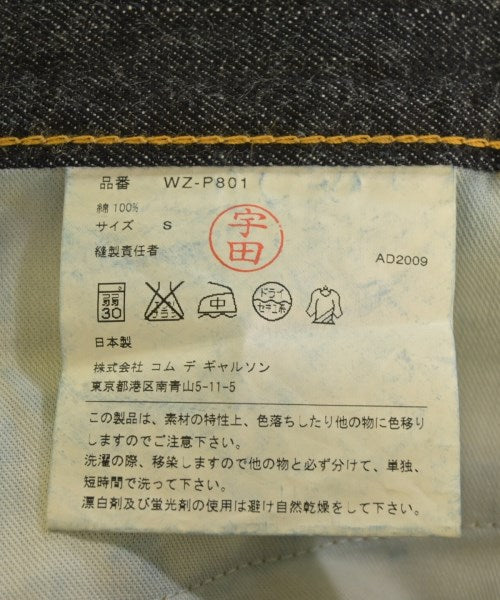 品番 WZ-P801
綿 100%
サイズ S
宇田
縫製責任者
AD2009
弱
30
エンソサラシ
ドライ
セキユ系
日本製
株式会社 コム デ ギャルソン
東京都港区南青山5-11-5
この製品は、素材の特性上、色落ちしたり他の物に色移り
しますのでご注意下さい。
洗濯の際、移染しますので他の物と必ず分けて、単独、
短時間で洗って下さい。
漂白剤及び蛍光剤の使用は避け自然乾燥をして下さい。